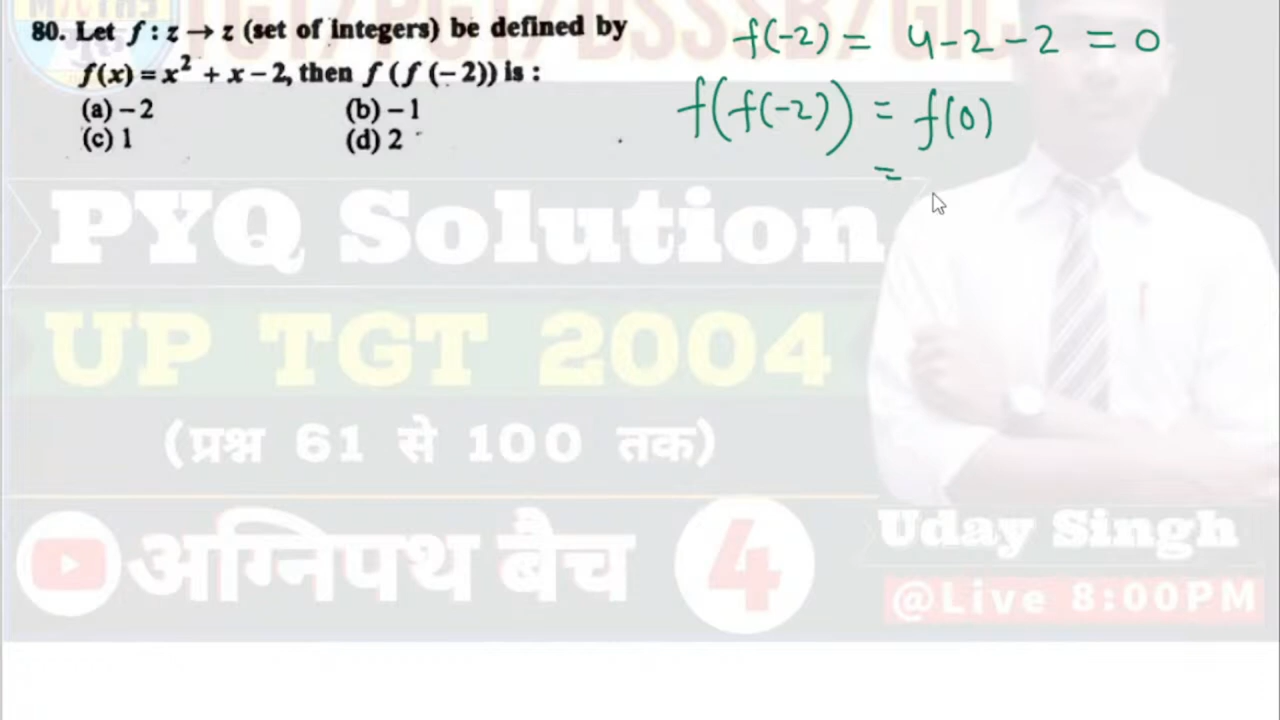 80. Let f : z → z (set of integers) be defined by
f(x) = x² + x – 2, then f (f (– 2)) is :
(a) – 2 (b) – 1
(c) 1 (d) 2
f(-2) = 4 - 2 - 2 = 0
f(f(-2)) = f(0)
=
PYQ Solution
UP TGT 2004
(प्रश्न 61 से 100 तक)
अग्निपथ बैच 4
Uday Singh
@Live 8:00PM